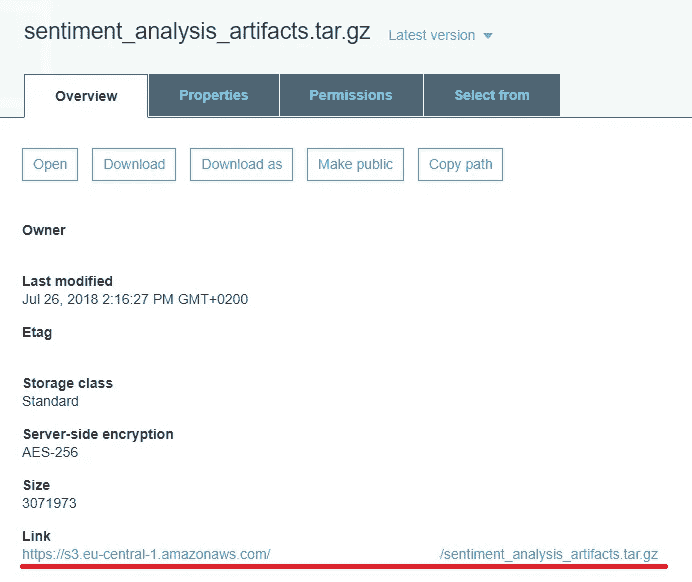 sentiment_analysis_artifacts.tar.gz Latest version
Overview Properties Permissions Select from
Open Download Download as Make public Copy path
Owner
Last modified
Jul 26, 2018 2:16:27 PM GMT+0200
Etag
Storage class
Standard
Server-side encryption
AES-256
Size
3071973
Link
https://s3.eu-central-1.amazonaws.com/ /sentiment_analysis_artifacts.tar.gz